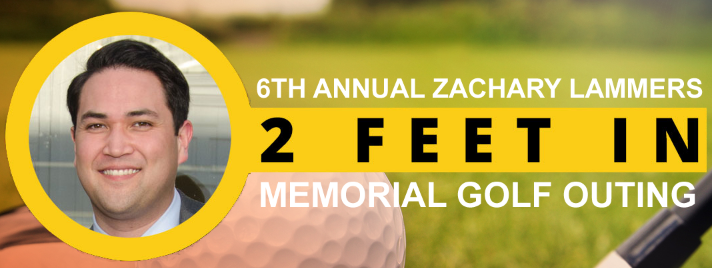 6TH ANNUAL ZACHARY LAMMERS
2 FEET IN
MEMORIAL GOLF OUTING